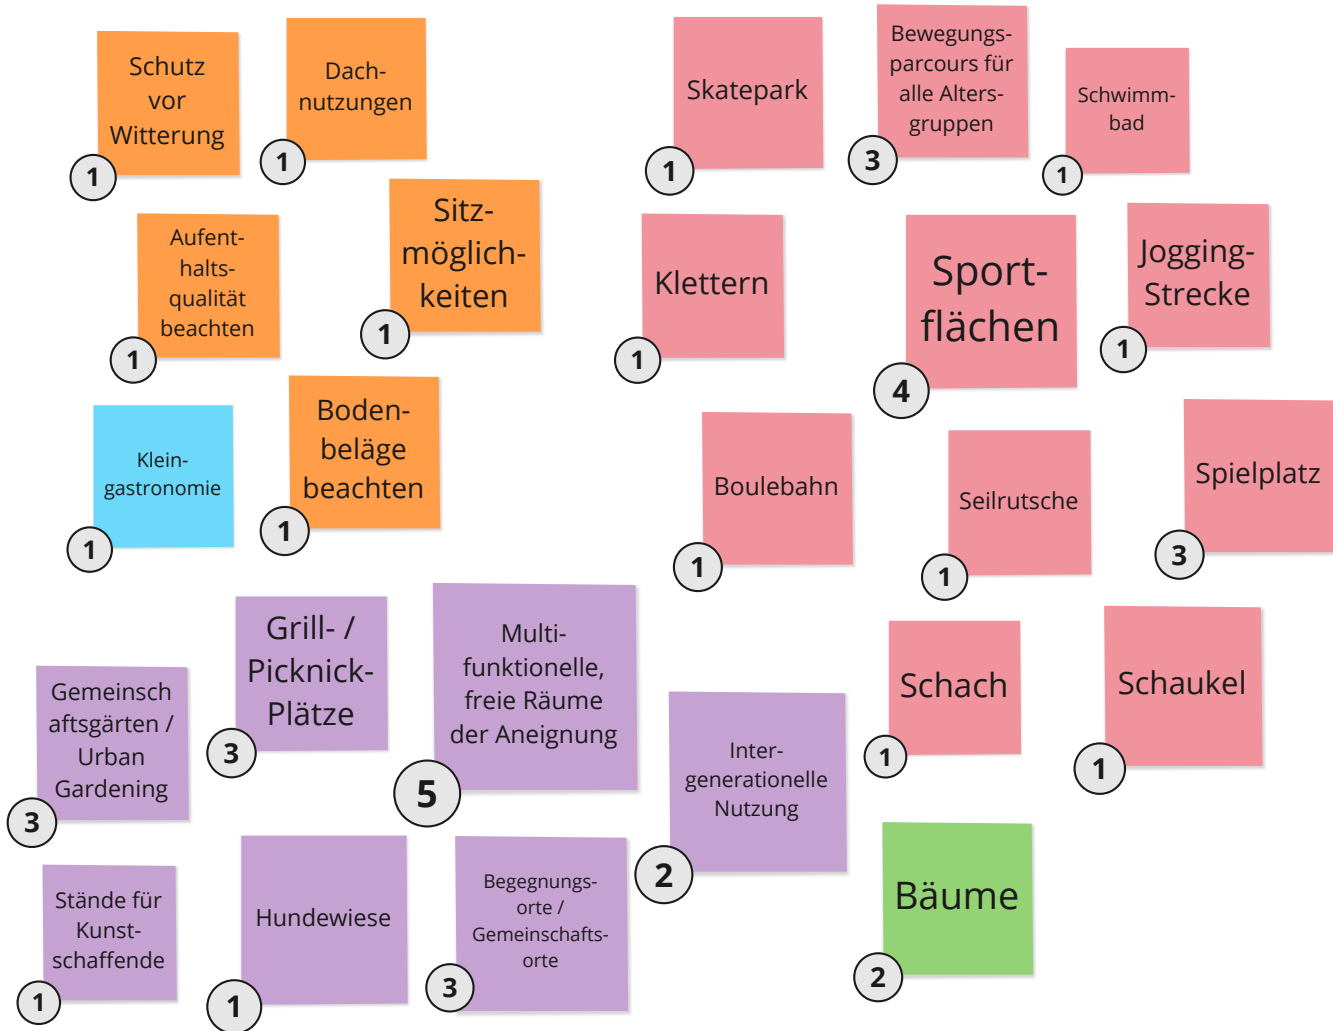 Schutz
vor
Witterung
1
Dach-
nutzungen
1
Aufent-
halts-
qualität
beachten
1
Sitz-
möglich-
keiten
1
Klein-
gastronomie
1
Boden-
beläge
beachten
1
Skatepark
1
Bewegungs-
parcours für
alle Alters-
gruppen
3
Schwimm-
bad
1
Klettern
1
Sport-
flächen
4
Jogging-
Strecke
1
Boulebahn
1
Seilrutsche
1
Spielplatz
3
Schach
1
Schaukel
1
Gemeinsch
aftsgärten /
Urban
Gardening
3
Grill- /
Picknick-
Plätze
3
Multi-
funktionelle,
freie Räume
der Aneignung
5
Inter-
generationelle
Nutzung
2
Stände für
Kunst-
schaffende
1
Hundewiese
1
Begegnungs-
orte /
Gemeinschafts-
orte
3
Bäume
2